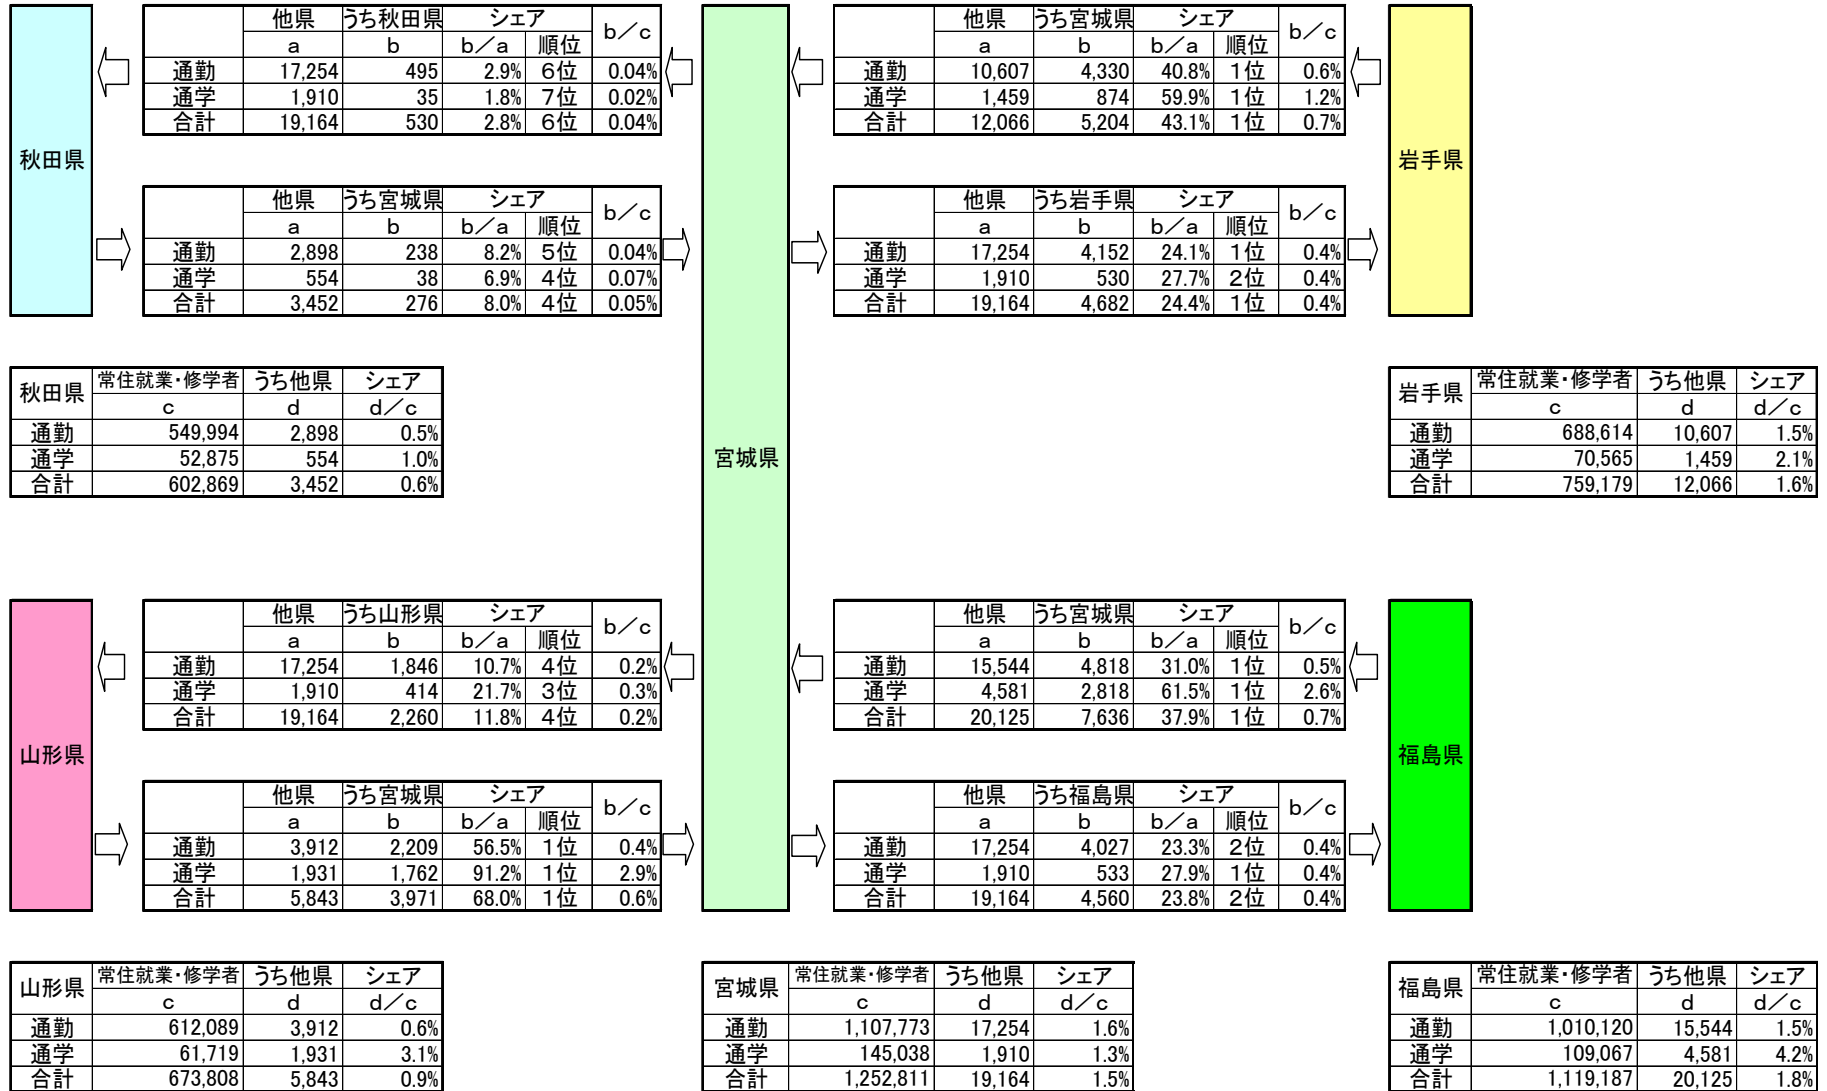 他県 うち秋田県 シェア b／c
a b b／a 順位
通勤 17,254 495 2.9% 6位 0.04%
通学 1,910 35 1.8% 7位 0.02%
合計 19,164 530 2.8% 6位 0.04%
他県 うち宮城県 シェア b／c
a b b／a 順位
通勤 10,607 4,330 40.8% 1位 0.6%
通学 1,459 874 59.9% 1位 1.2%
合計 12,066 5,204 43.1% 1位 0.7%
秋田県
岩手県
他県 うち宮城県 シェア b／c
a b b／a 順位
通勤 2,898 238 8.2% 5位 0.04%
通学 554 38 6.9% 4位 0.07%
合計 3,452 276 8.0% 4位 0.05%
他県 うち岩手県 シェア b／c
a b b／a 順位
通勤 17,254 4,152 24.1% 1位 0.4%
通学 1,910 530 27.7% 2位 0.4%
合計 19,164 4,682 24.4% 1位 0.4%
秋田県 常住就業・修学者 うち他県 シェア
c d d／c
通勤 549,994 2,898 0.5%
通学 52,875 554 1.0%
合計 602,869 3,452 0.6%
宮城県
岩手県 常住就業・修学者 うち他県 シェア
c d d／c
通勤 688,614 10,607 1.5%
通学 70,565 1,459 2.1%
合計 759,179 12,066 1.6%
他県 うち山形県 シェア b／c
a b b／a 順位
通勤 17,254 1,846 10.7% 4位 0.2%
通学 1,910 414 21.7% 3位 0.3%
合計 19,164 2,260 11.8% 4位 0.2%
他県 うち宮城県 シェア b／c
a b b／a 順位
通勤 15,544 4,818 31.0% 1位 0.5%
通学 4,581 2,818 61.5% 1位 2.6%
合計 20,125 7,636 37.9% 1位 0.7%
山形県
福島県
他県 うち宮城県 シェア b／c
a b b／a 順位
通勤 3,912 2,209 56.5% 1位 0.4%
通学 1,931 1,762 91.2% 1位 2.9%
合計 5,843 3,971 68.0% 1位 0.6%
他県 うち福島県 シェア b／c
a b b／a 順位
通勤 17,254 4,027 23.3% 2位 0.4%
通学 1,910 533 27.9% 1位 0.4%
合計 19,164 4,560 23.8% 2位 0.4%
山形県 常住就業・修学者 うち他県 シェア
c d d／c
通勤 612,089 3,912 0.6%
通学 61,719 1,931 3.1%
合計 673,808 5,843 0.9%
宮城県 常住就業・修学者 うち他県 シェア
c d d／c
通勤 1,107,773 17,254 1.6%
通学 145,038 1,910 1.3%
合計 1,252,811 19,164 1.5%
福島県 常住就業・修学者 うち他県 シェア
c d d／c
通勤 1,010,120 15,544 1.5%
通学 109,067 4,581 4.2%
合計 1,119,187 20,125 1.8%